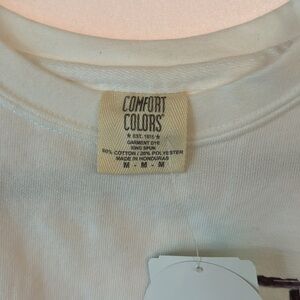 COMFORT
COLORS®
★ EST. 1975 ★
GARMENT DYE
RING SPUN
80% COTTON / 20% POLYESTER
MADE IN HONDURAS
M - M - M